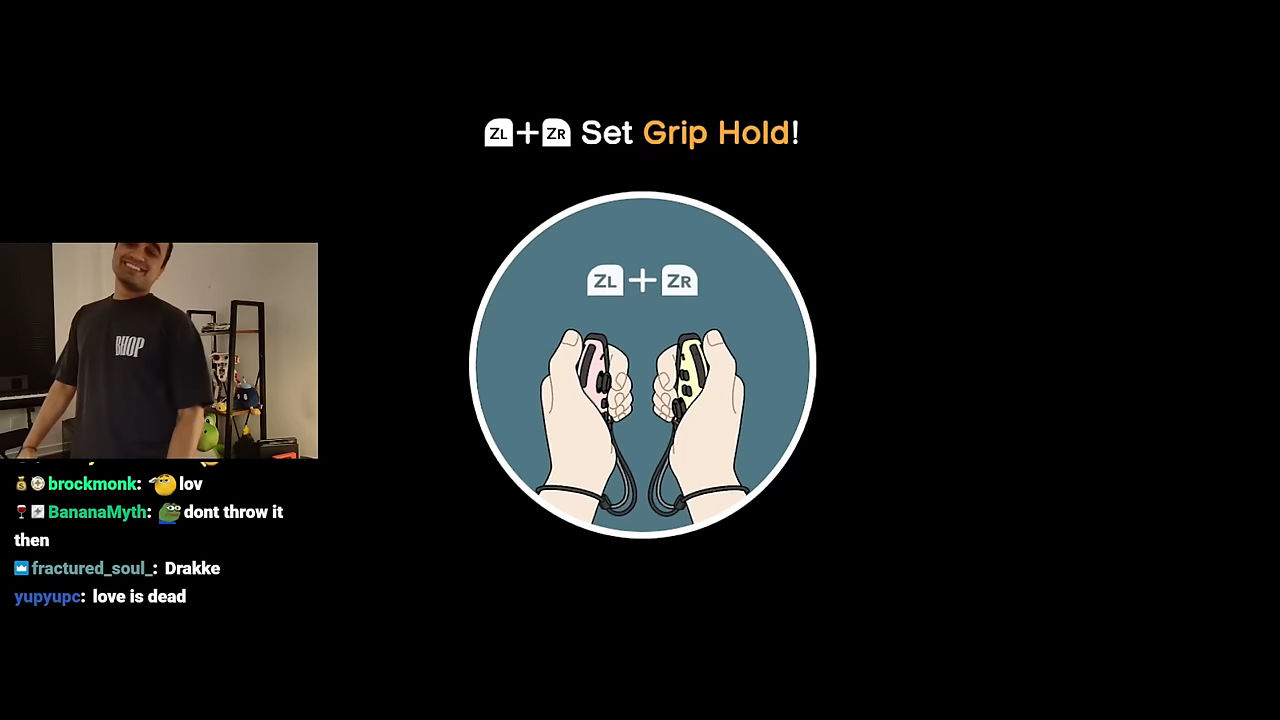 ZL+ZR Set Grip Hold!
ZL+ZR
BHOP
brockmonk: lov
BananaMyth: dont throw it
then
fractured_soul_: Drakke
yupyupc: love is dead